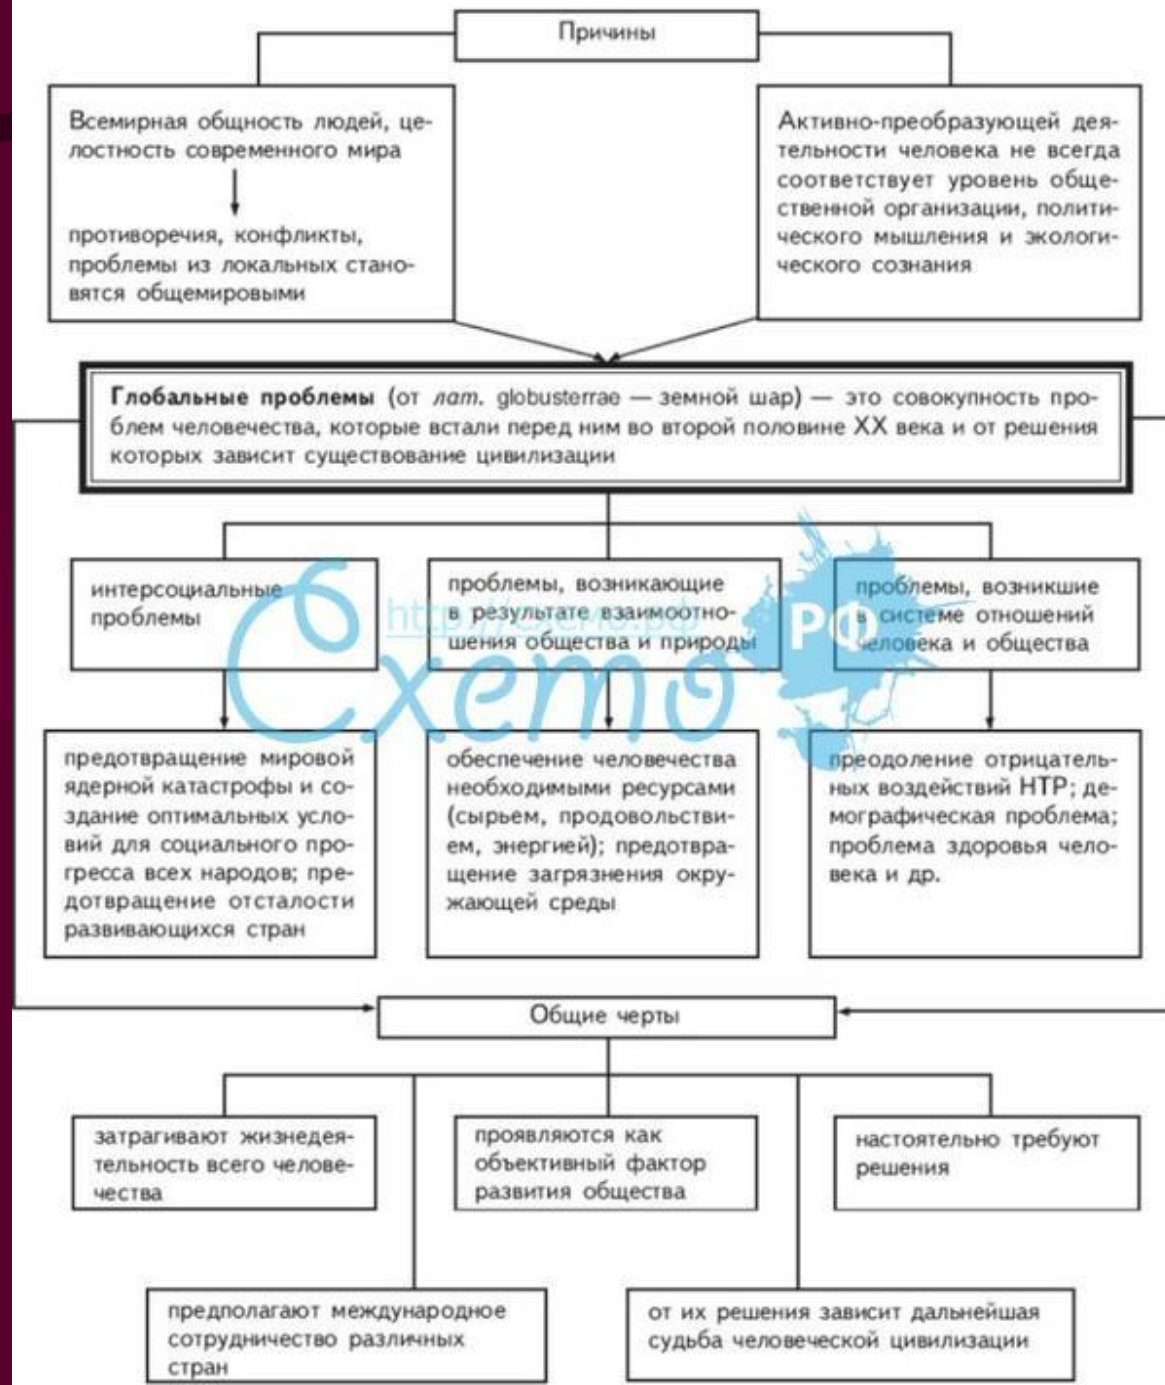 Причины
Всемирная общность людей, це-
лостность современного мира
противоречия, конфликты,
проблемы из локальных стано-
вятся общемировыми
Активно-преобразующей дея-
тельности человека не всегда
соответствует уровень обще-
ственной организации, полити-
ческого мышления и экологи-
ческого сознания
Глобальные проблемы (от лат. globusterrae — земной шар) — это совокупность про-
блем человечества, которые встали перед ним во второй половине XX века и от решения
которых зависит существование цивилизации
интерсоциальные
проблемы
проблемы, возникающие
в результате взаимоотно-
шения общества и природы
проблемы, возникшие
в системе отношений
человека и общества
http://схемо.рф
Схемо
РФ
предотвращение мировой
ядерной катастрофы и со-
здание оптимальных усло-
вий для социального про-
гресса всех народов; пре-
дотвращение отсталости
развивающихся стран
обеспечение человечества
необходимыми ресурсами
(сырьем, продовольстви-
ем, энергией); предотвра-
щение загрязнения окру-
жающей среды
преодоление отрицатель-
ных воздействий НТР; де-
мографическая проблема;
проблема здоровья чело-
века и др.
Общие черты
затрагивают жизнедея-
тельность всего челове-
чества
проявляются как
объективный фактор
развития общества
настоятельно требуют
решения
предполагают международное
сотрудничество различных
стран
от их решения зависит дальнейшая
судьба человеческой цивилизации